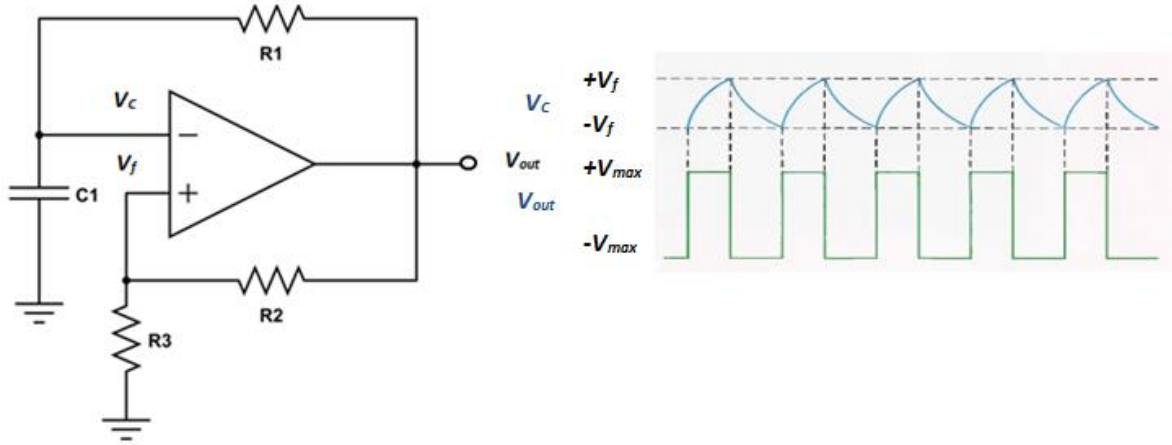 R1
Vc
−
Vf
+
C1
Vout
R2
R3
Vc
+Vf
-Vf
+Vmax
Vout
-Vmax